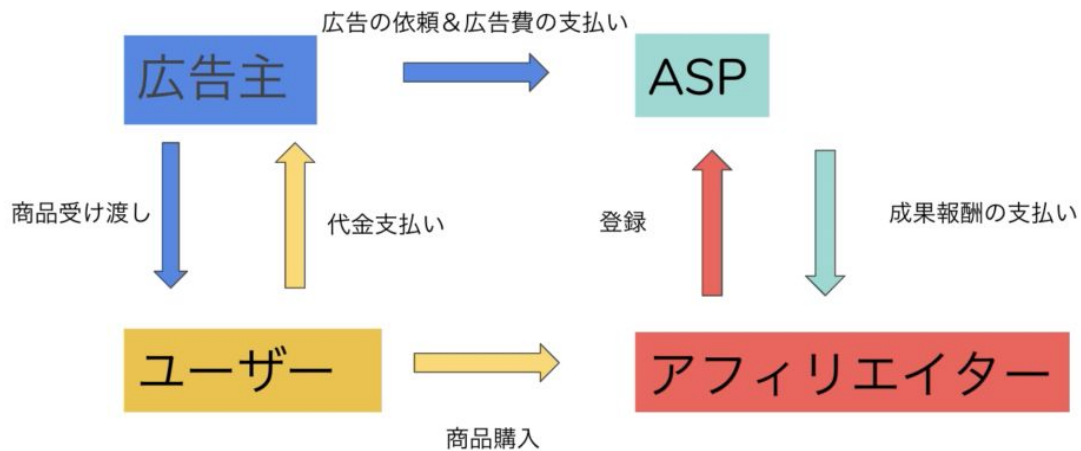 広告の依頼＆広告費の支払い
広告主
ASP
商品受け渡し
代金支払い
登録
成果報酬の支払い
ユーザー
アフィリエイター
商品購入